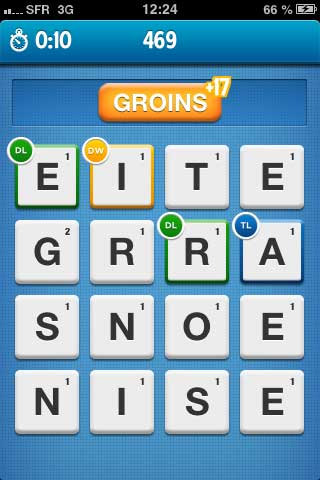 SFR 3G 12:24 66 %
0:10 469
GROINS +17
DL DW
E 1 I 1 T 1 E 1
DL TL
G 2 R 1 R 1 A 1
S 1 N 1 O 1 E 1
N 1 I 1 S 1 E 1